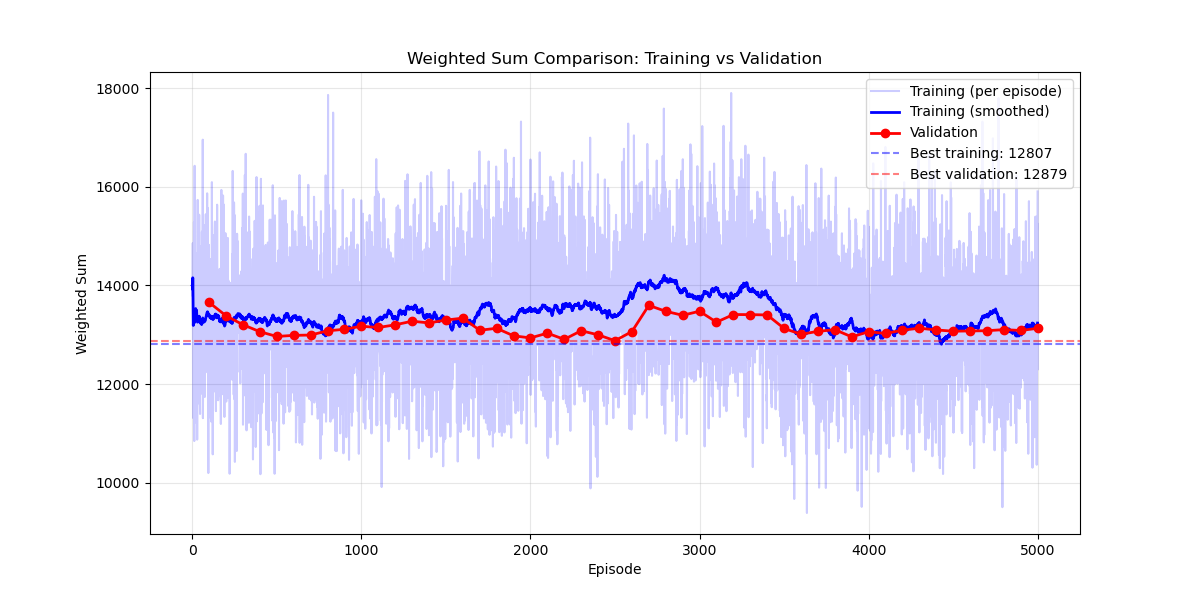 Weighted Sum Comparison: Training vs Validation
Training (per episode)
Training (smoothed)
Validation
Best training: 12807
Best validation: 12879
Weighted Sum
18000
16000
14000
12000
10000
0 1000 2000 3000 4000 5000
Episode